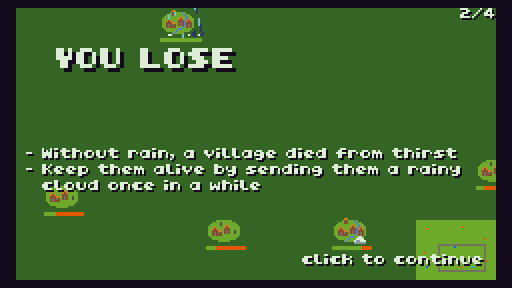 2/4
YOU LOSE
- Without rain, a village died from thirst
- Keep them alive by sending them a rainy
cloud once in a while
click to continue